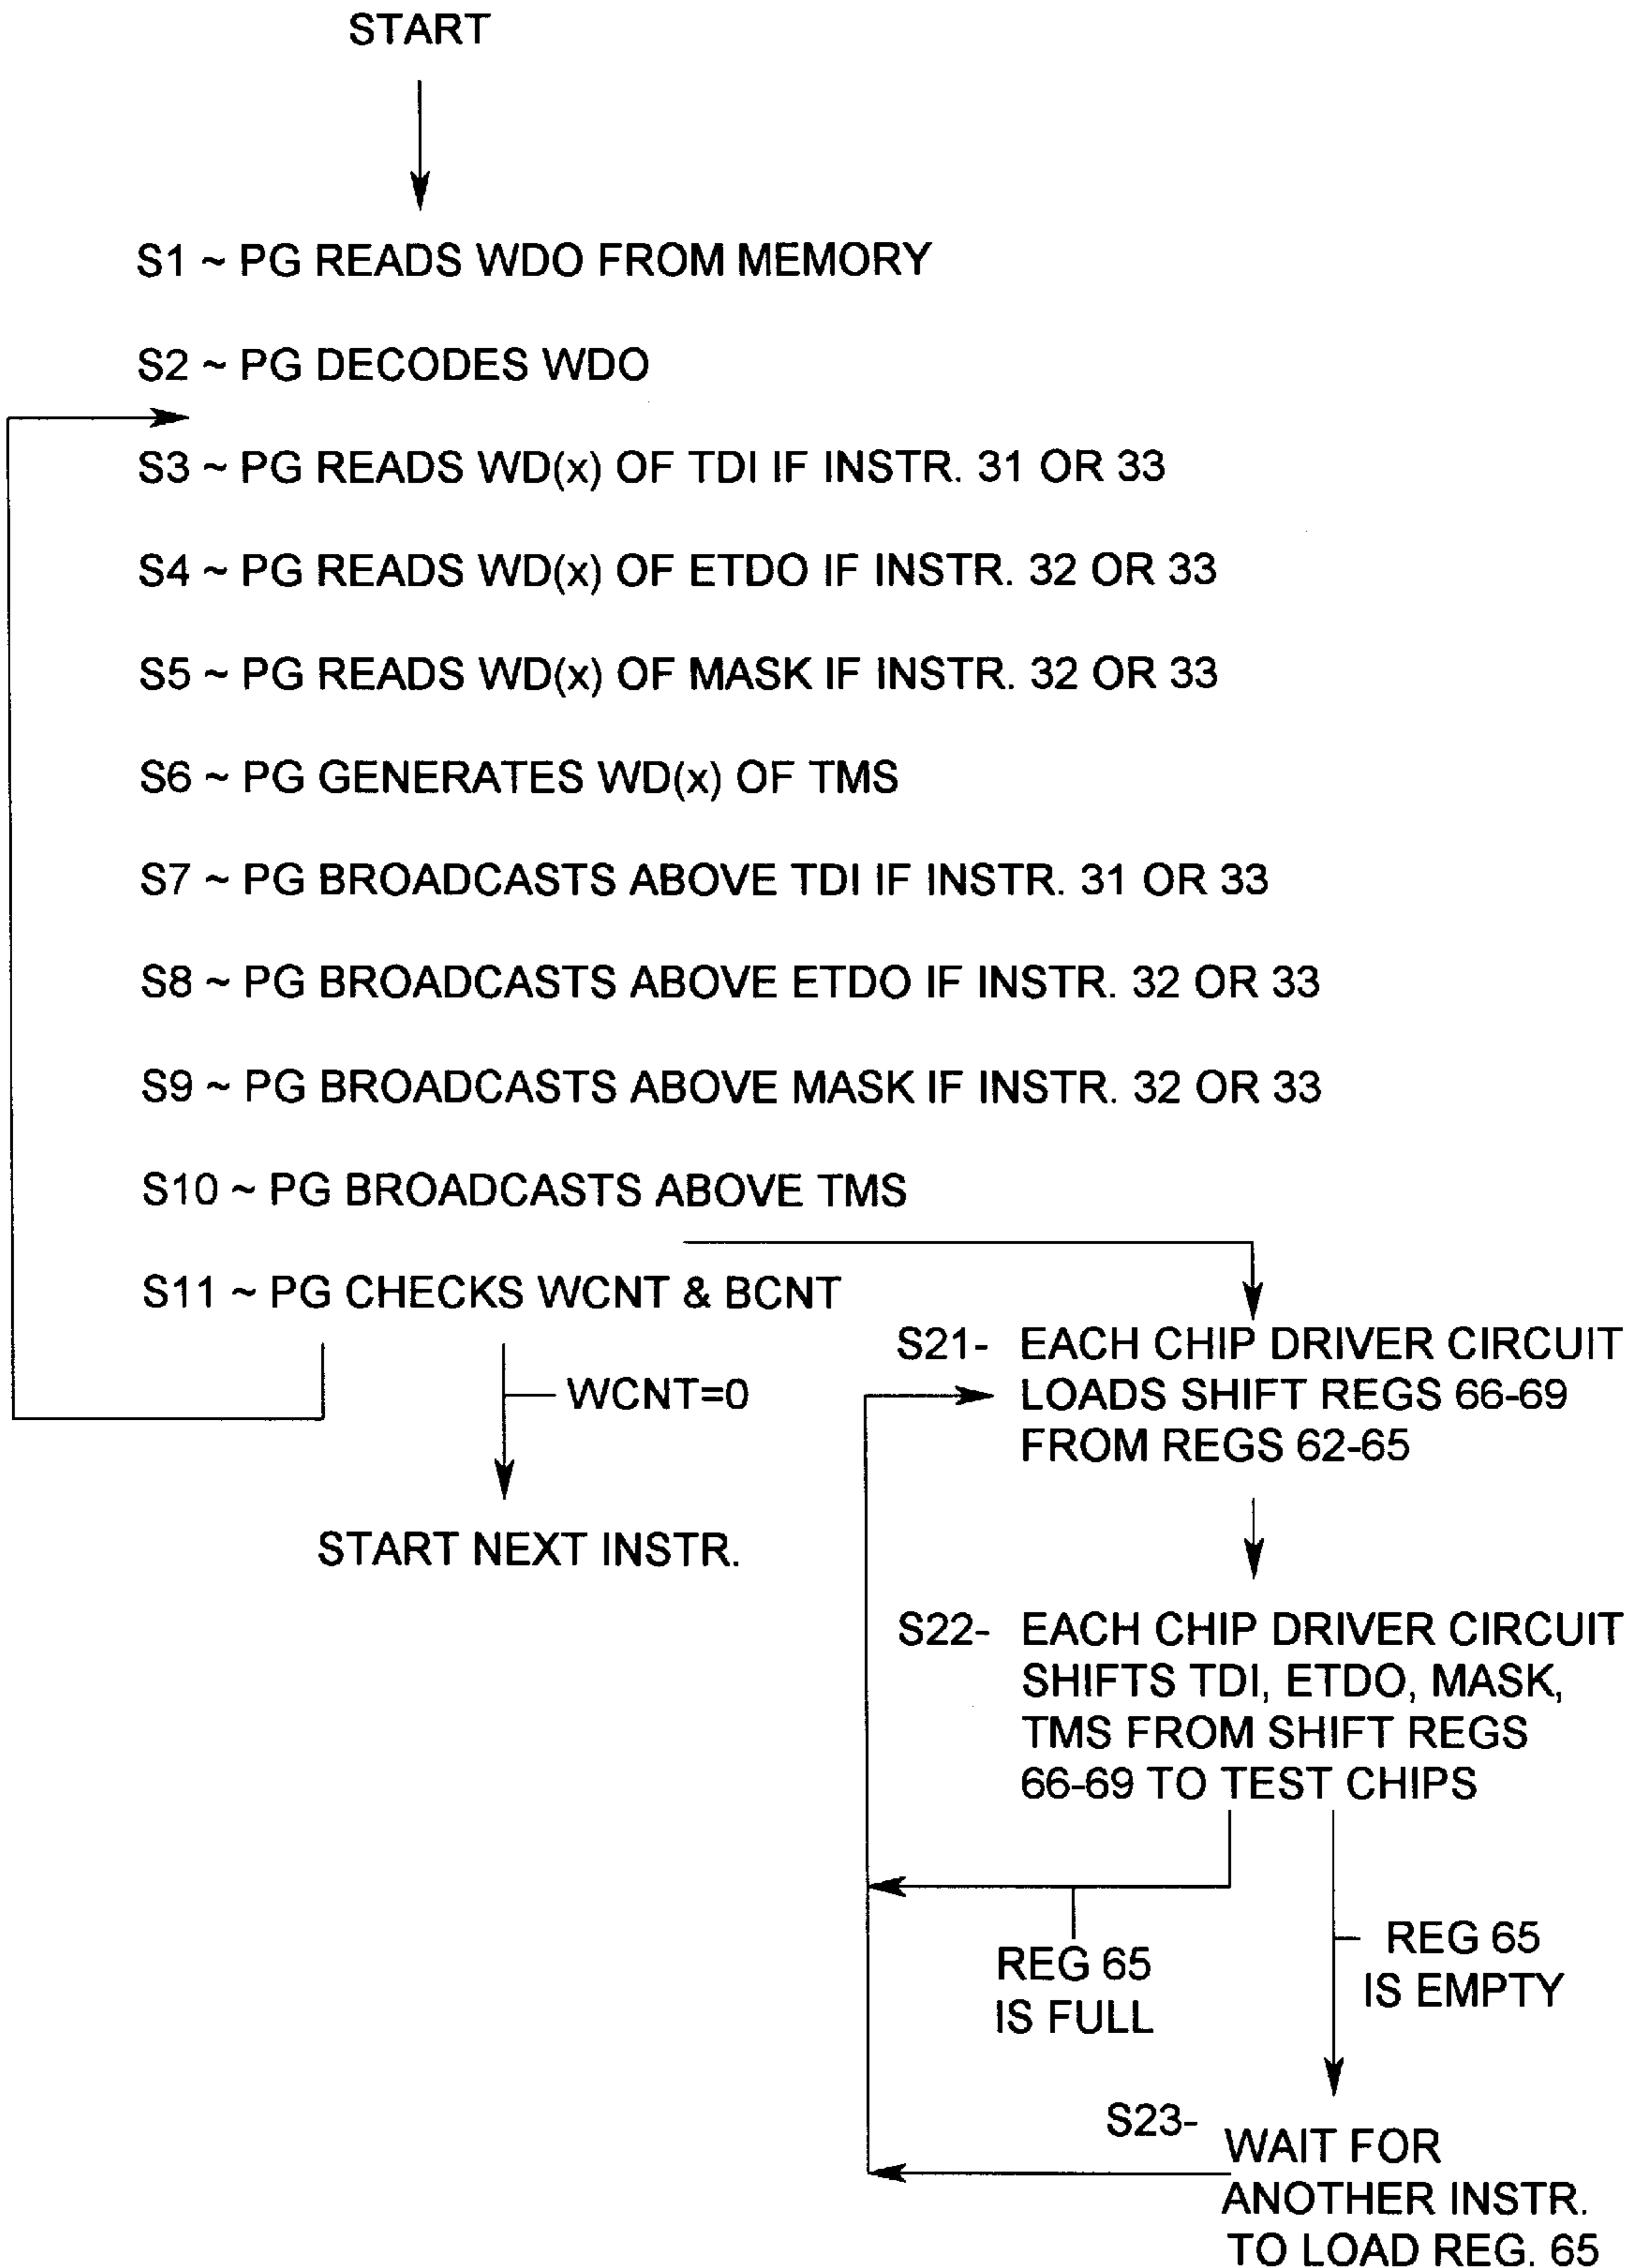 START
S1 ~ PG READS WDO FROM MEMORY
S2 ~ PG DECODES WDO
S3 ~ PG READS WD(x) OF TDI IF INSTR. 31 OR 33
S4 ~ PG READS WD(x) OF ETDO IF INSTR. 32 OR 33
S5 ~ PG READS WD(x) OF MASK IF INSTR. 32 OR 33
S6 ~ PG GENERATES WD(x) OF TMS
S7 ~ PG BROADCASTS ABOVE TDI IF INSTR. 31 OR 33
S8 ~ PG BROADCASTS ABOVE ETDO IF INSTR. 32 OR 33
S9 ~ PG BROADCASTS ABOVE MASK IF INSTR. 32 OR 33
S10 ~ PG BROADCASTS ABOVE TMS
S11 ~ PG CHECKS WCNT & BCNT
WCNT=0
START NEXT INSTR.
S21- EACH CHIP DRIVER CIRCUIT
LOADS SHIFT REGS 66-69
FROM REGS 62-65
S22- EACH CHIP DRIVER CIRCUIT
SHIFTS TDI, ETDO, MASK,
TMS FROM SHIFT REGS
66-69 TO TEST CHIPS
REG 65
IS FULL
REG 65
IS EMPTY
S23- WAIT FOR
ANOTHER INSTR.
TO LOAD REG. 65